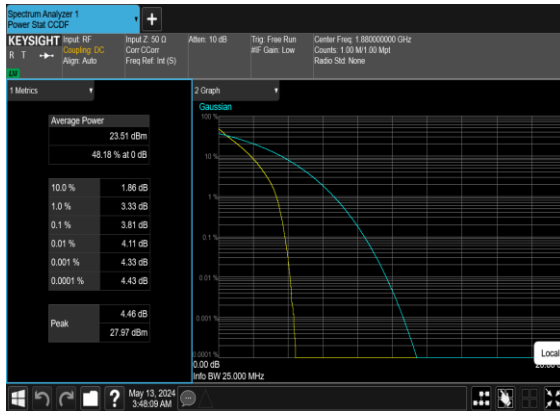 Spectrum Analyzer 1
Power Stat CCDF
KEYSIGHT
R T
LXI
Input: RF
Coupling: DC
Align: Auto
Input Z: 50 Ω
Corr CCorr
Freq Ref: Int (S)
Atten: 10 dB
Trig: Free Run
#IF Gain: Low
Center Freq: 1.880000000 GHz
Counts: 1.00 M/1.00 Mpt
Radio Std: None
1 Metrics
Average Power
23.51 dBm
48.18 % at 0 dB
10.0 % 1.86 dB
1.0 % 3.33 dB
0.1 % 3.81 dB
0.01 % 4.11 dB
0.001 % 4.33 dB
0.0001 % 4.43 dB
Peak
4.46 dB
27.97 dBm
2 Graph
Gaussian
100 %
10 %
1 %
0.1 %
0.01 %
0.001 %
0.0001 %
0.00 dB
Info BW 25.000 MHz
Local
?
May 13, 2024
3:48:09 AM